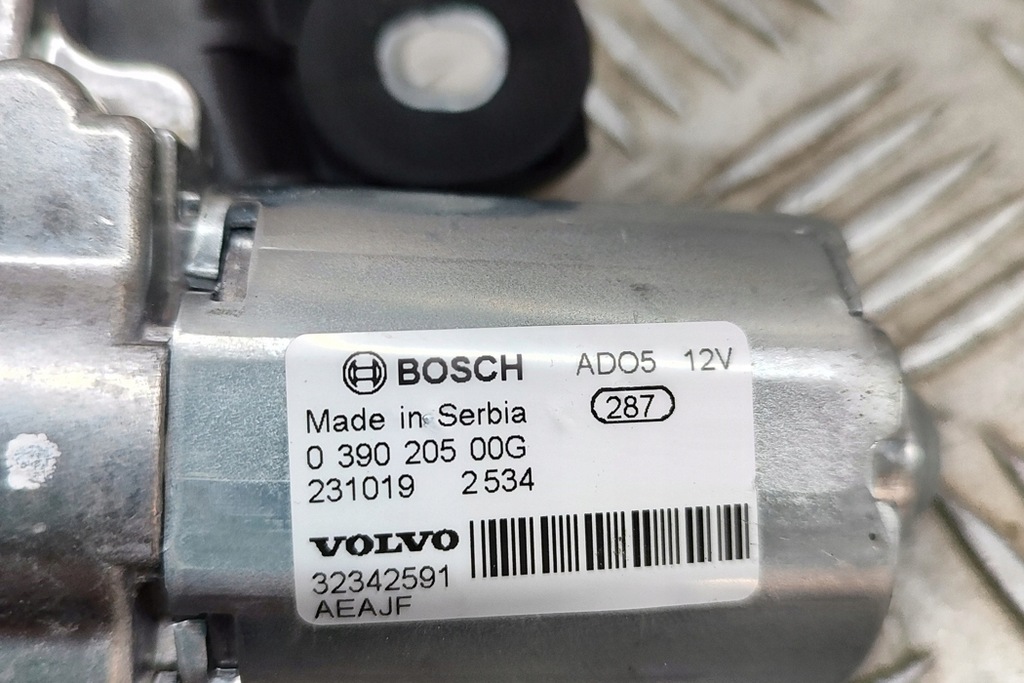 BOSCH ADO5 12V
Made in Serbia 287
0 390 205 00G
231019 2534
VOLVO
32342591
AEAJF